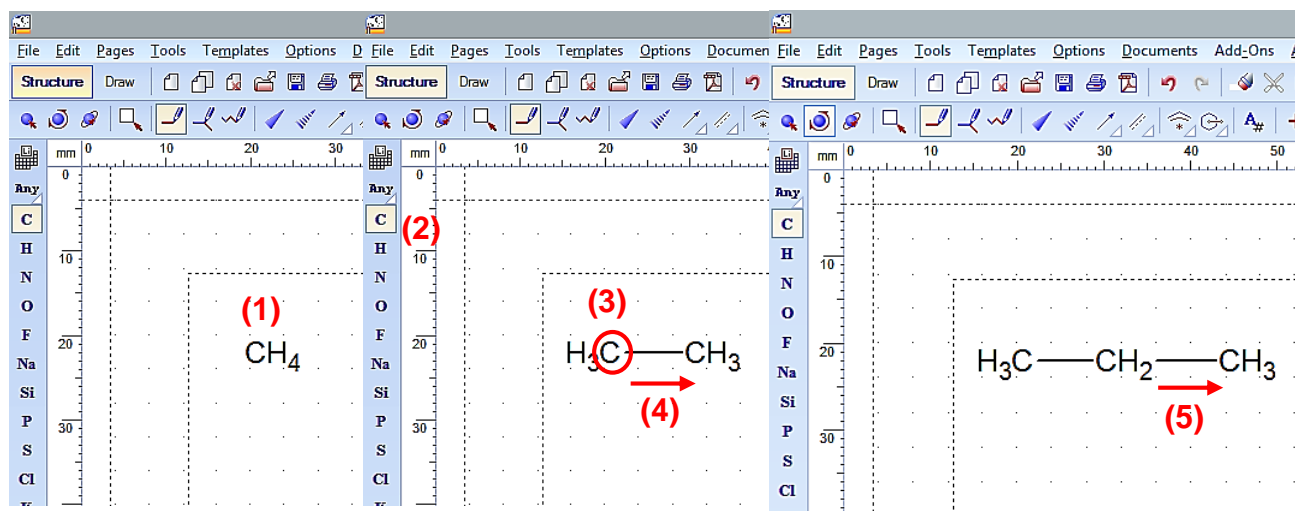 File Edit Pages Tools Templates Options D
Structure Draw
mm 0 10 20 30
0
Any
C
H
10
N
O
(1)
F
20
CH4
Na
Si
P
30
S
Cl
File Edit Pages Tools Templates Options Documen
Structure Draw
mm 0 10 20 30
0
Any
C
(2)
H
10
N
O
(3)
F
20
H3C CH3
Na
Si
(4)
P
30
S
Cl
File Edit Pages Tools Templates Options Documents Add-Ons
Structure Draw
A#
mm 0 10 20 30 40 50
0
Any
C
H
10
N
O
F
20
H3C CH2 CH3
Na
Si
(5)
P
30
S
Cl